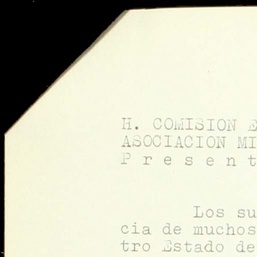 H. COMISION E
ASOCIACION MI
P r e s e n t
Los su
cia de muchos
tro Estado de